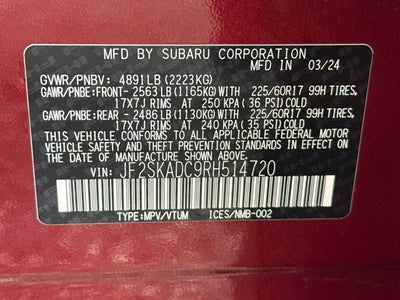 MFD. BY SUBARU CORPORATION 03/24
GVWR/PNBV: 4891LB (2223KG)
GAWR/PNBE:FRONT- 2563LB (1165KG)WITH 225/60R17 99H TIRES,
17X7J RIMS AT 250 KPA( 36 PSI)COLD
GAWR/PNBE:REAR - 2486LB (1130KG)WITH 225/60R17 99H TIRES,
17X7J RIMS AT 240 KPA( 35 PSI)COLD
THIS VEHICLE CONFORMS TO ALL APPLICABLE FEDERAL MOTOR
VEHICLE SAFETY, BUMPER, AND THEFT PREVENTION STANDARDS
IN EFFECT ON THE DATE OF MANUFACTURE SHOWN ABOVE.
VIN: JF2SKADC9RH514720
TYPE:MPV/VTUM ICES/NMB-002